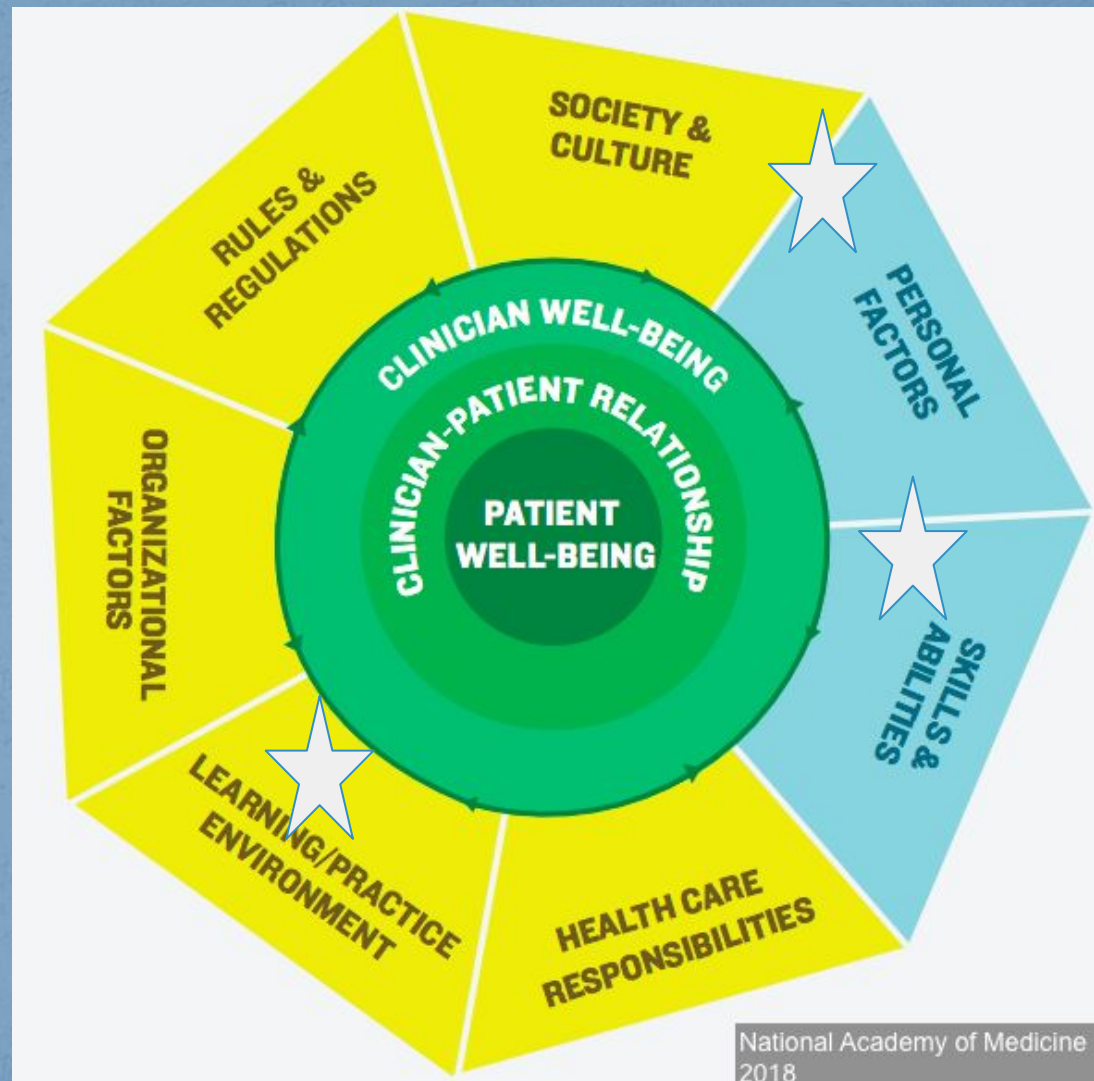 SOCIETY &
CULTURE
RULES &
REGULATIONS
PERSONAL
FACTORS
CLINICIAN WELL-BEING
CLINICIAN-PATIENT RELATIONSHIP
PATIENT
WELL-BEING
ORGANIZATIONAL
FACTORS
SKILLS &
ABILITIES
LEARNING/PRACTICE
ENVIRONMENT
HEALTH CARE
RESPONSIBILITIES
National Academy of Medicine
2018